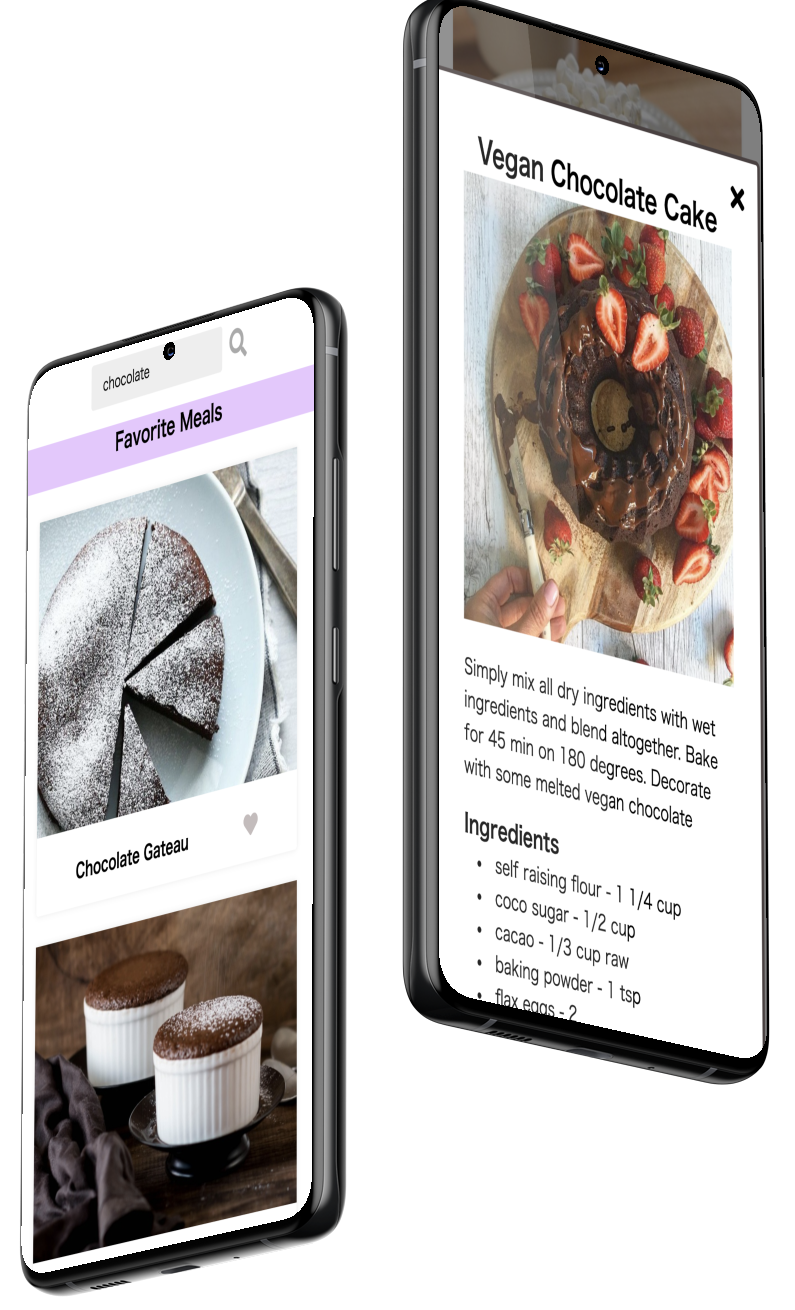 chocolate
Favorite Meals
Chocolate Gateau
Vegan Chocolate Cake
Simply mix all dry ingredients with wet
ingredients and blend altogether. Bake
for 45 min on 180 degrees. Decorate
with some melted vegan chocolate
Ingredients
• self raising flour - 1 1/4 cup
• coco sugar - 1/2 cup
• cacao - 1/3 cup raw
• baking powder - 1 tsp
• flax eggs - 2